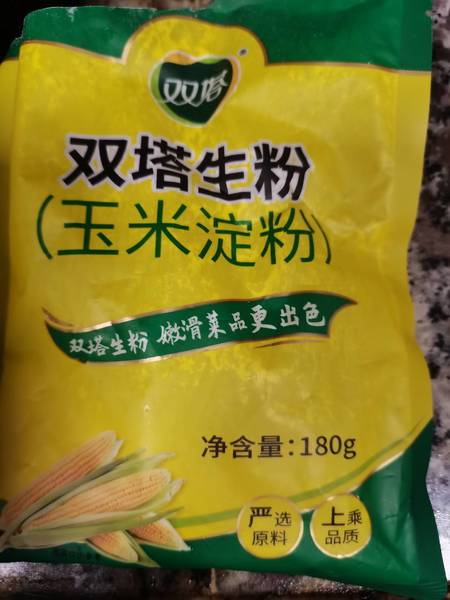 双塔
双塔生粉
(玉米淀粉)
双塔生粉 嫩滑菜品更出色
净含量:180g
严选
原料
上乘
品质